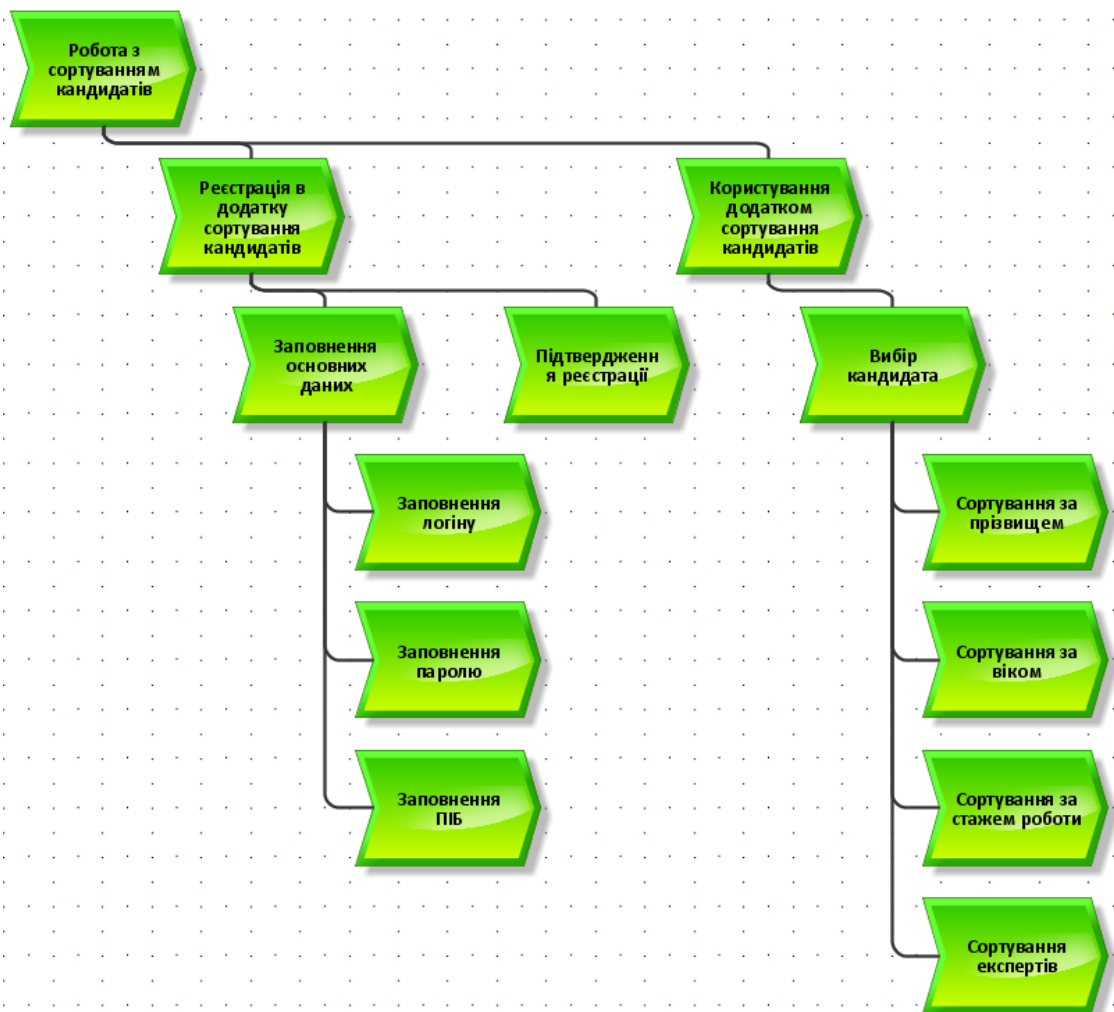 Робота з
сортуванням
кандидатів
Реєстрація в
додатку
сортування
кандидатів
Користування
додатком
сортування
кандидатів
Заповнення
основних
даних
Підтвердженн
я реєстрації
Вибір
кандидата
Заповнення
логіну
Сортування за
прізвищем
Заповнення
паролю
Сортування за
віком
Заповнення
ПІБ
Сортування за
стажем роботи
Сортування
експертів